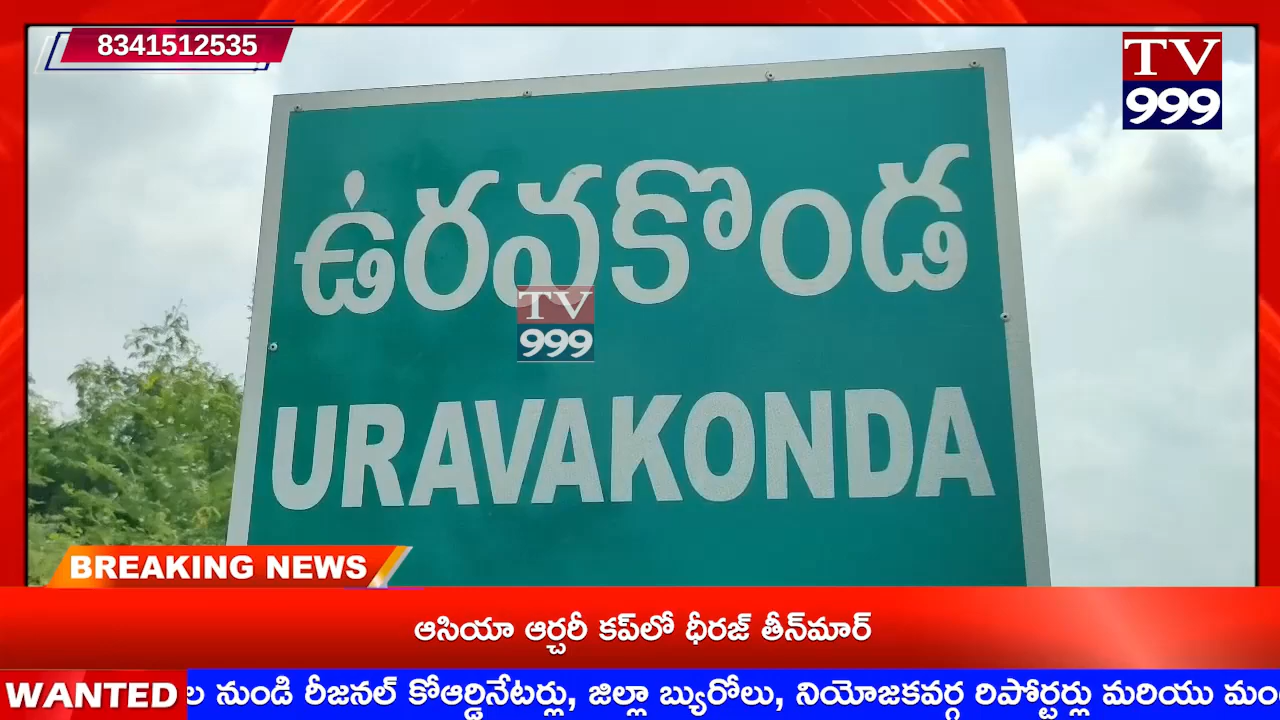 8341512535
TV
999
ఉరవకొండ
TV
999
URAVAKONDA
BREAKING NEWS
ఆసియా ఆర్చరీ కప్‌లో ధీరజ్ తీన్‌మార్
WANTED
ల నుండి రీజనల్ కోఆర్డినేటర్లు, జిల్లా బ్యురోలు, నియోజకవర్గ రిపోర్టర్లు మరియు మం